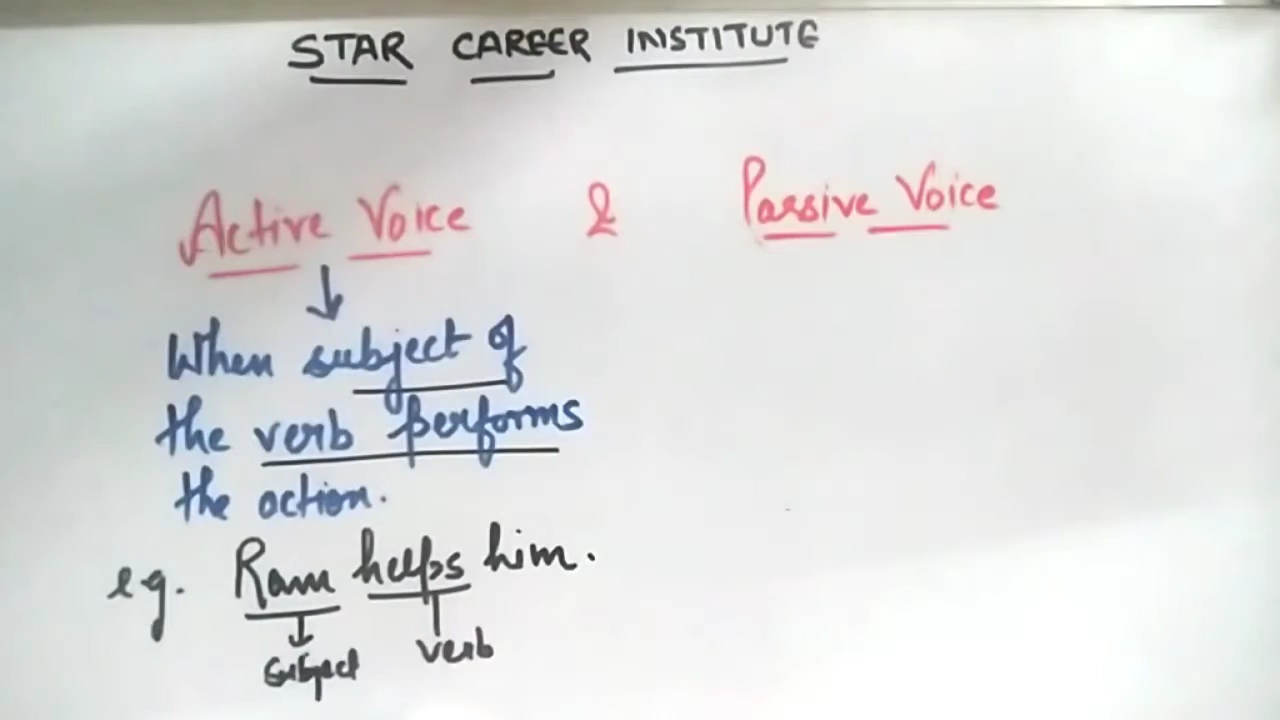 STAR CAREER INSTITUTE
Active Voice & Passive Voice
When subject of
the verb performs
the action.
e.g. Ram helps him.
subject verb